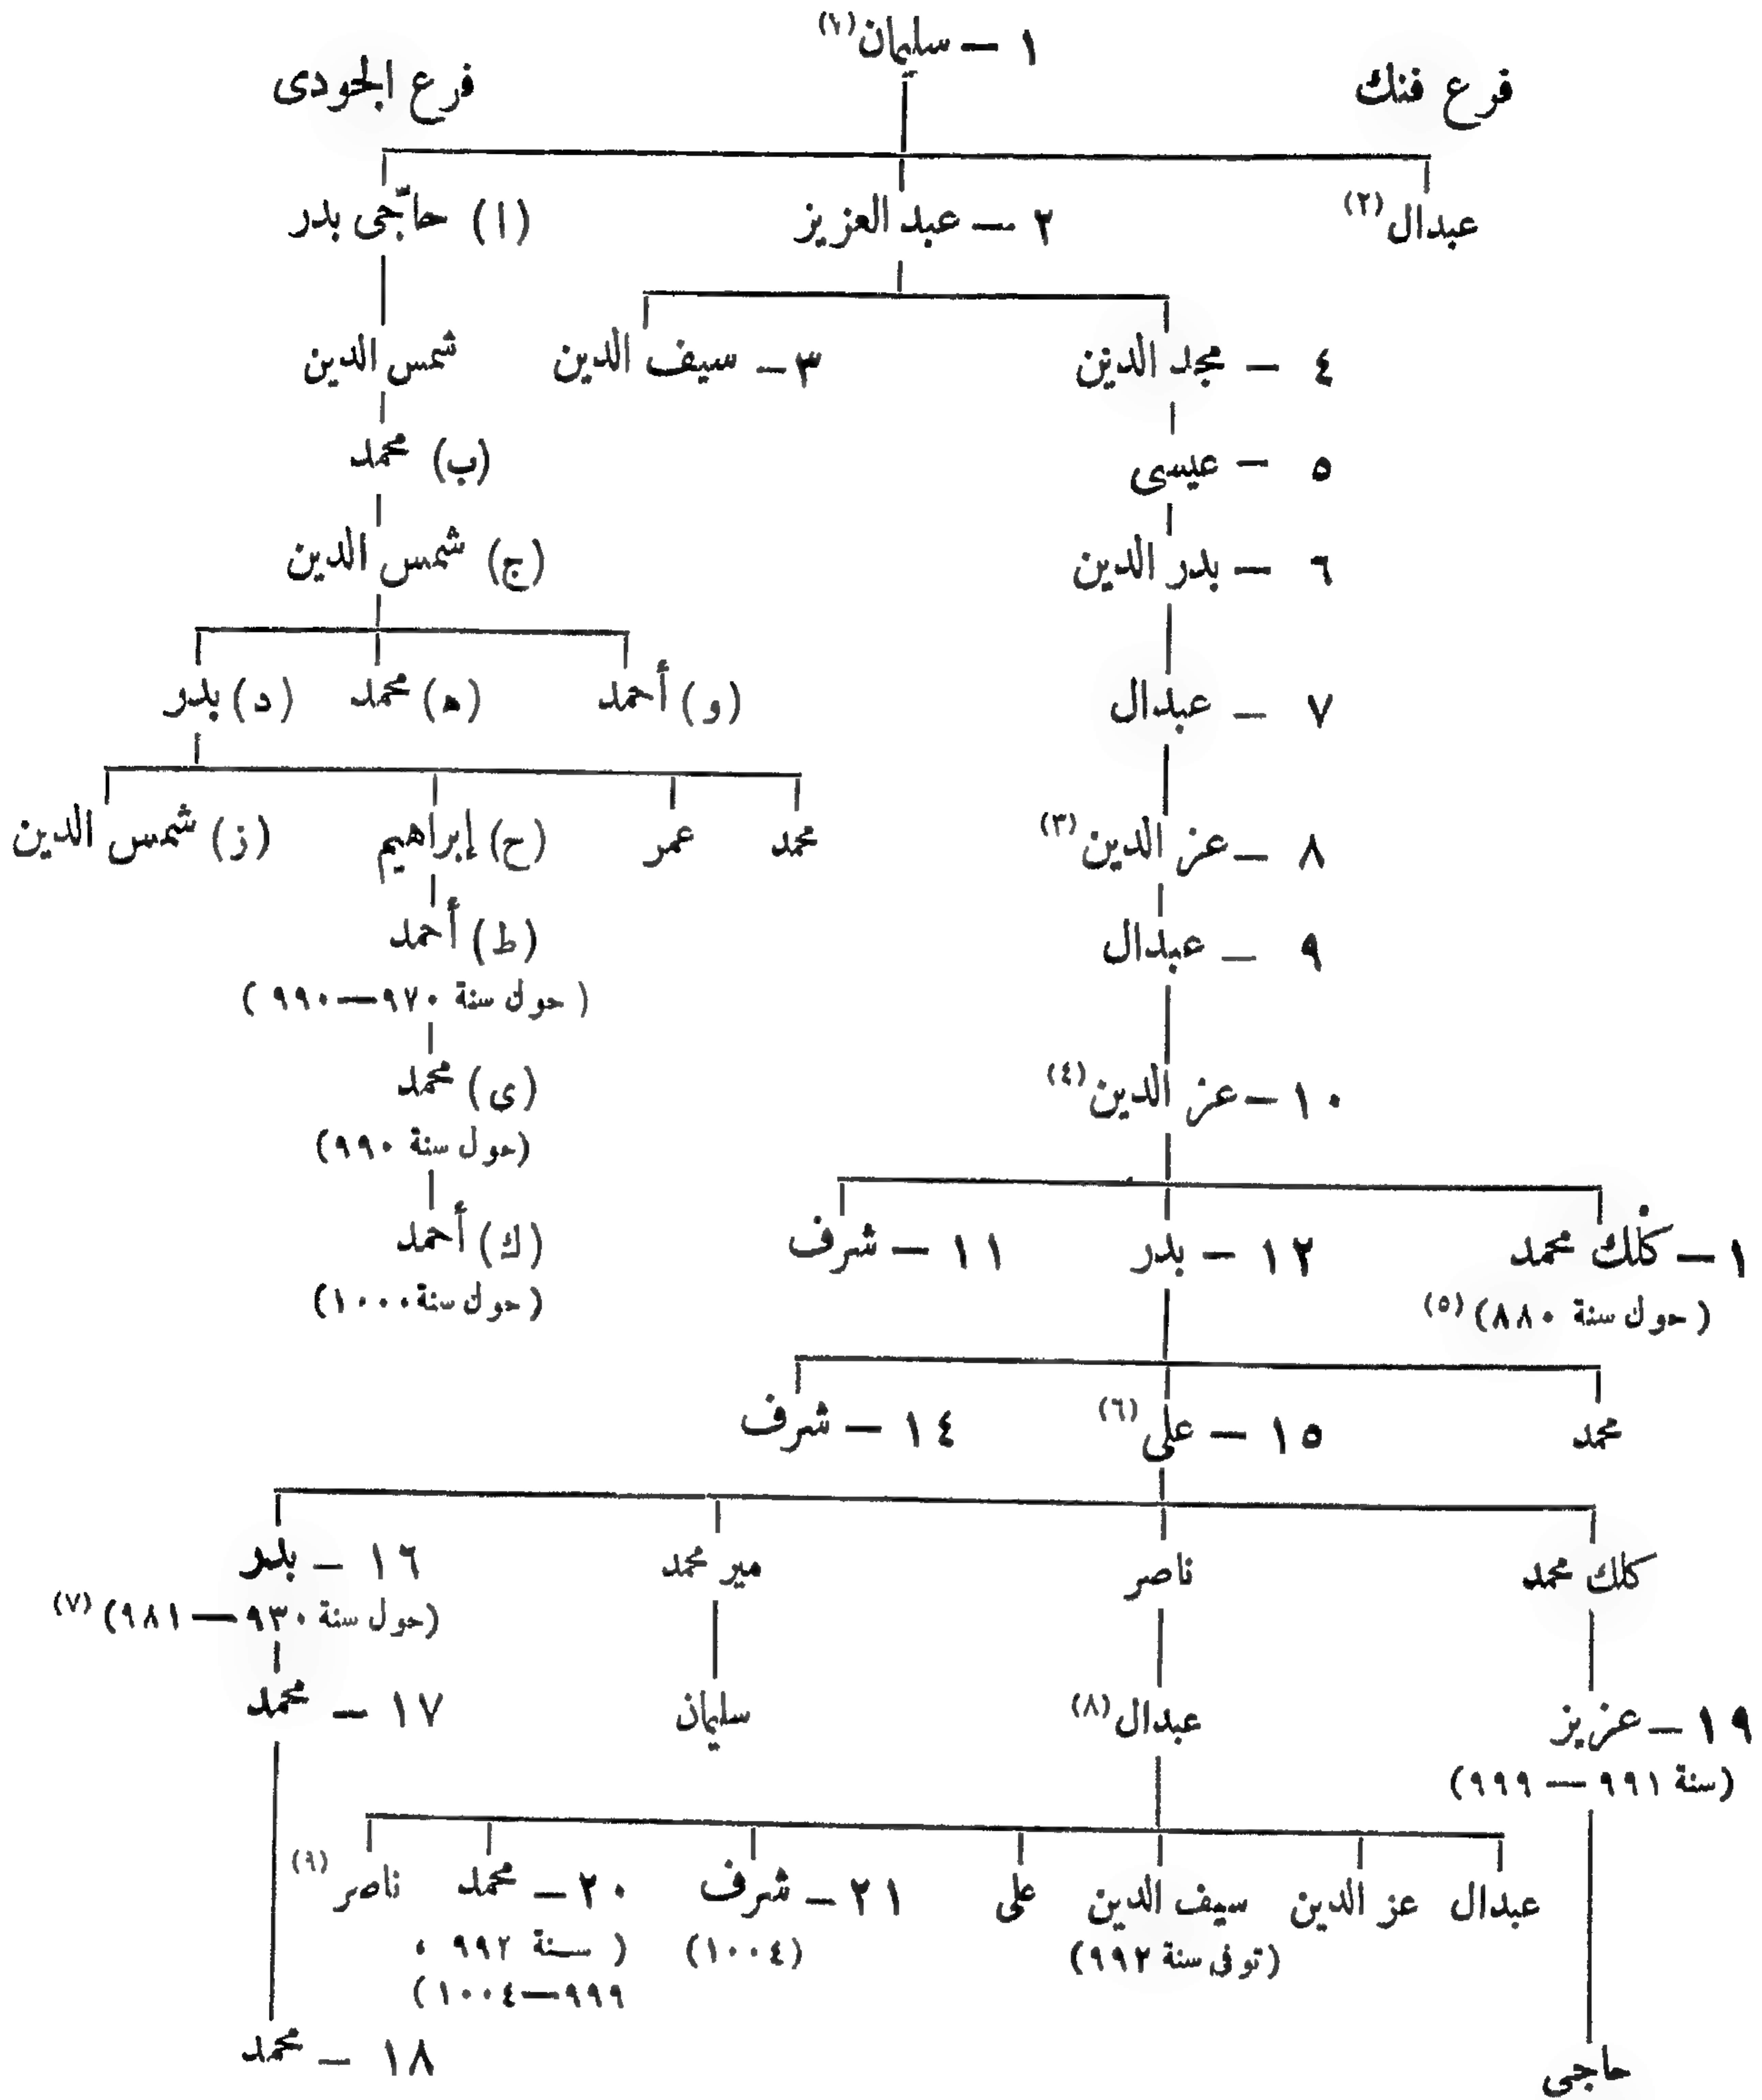 ١ — سليمان (١)
فرع فنك
فرع الجودى
عبدال (٢)
٢ — عبد العزيز
(ا) حاجّى بدر
٤ — مجد الدين
٣ — سيف الدين
شمس الدين
٥ — عيسى
(ب) محمد
٦ — بدر الدين
(ج) شمس الدين
٧ — عبدال
(و) أحمد
(ه) محمد
(د) بدر
٨ — عز الدين (٣)
محمد
عمر
(ح) إبراهيم
(ز) شمس الدين
٩ — عبدال
(ط) أحمد
(حول سنة ٩٧٠—٩٩٠)
١٠ — عز الدين (٤)
(ى) محمد
(حول سنة ٩٩٠)
١ — كلك محمد
(حول سنة ٨٨٠) (٥)
١٢ — بدر
١١ — شرف
(ك) أحمد
(حول سنة ١٠٠٠)
محمد
١٥ — على (٦)
١٤ — شرف
كلك محمد
ناصر
مير محمد
١٦ — بدر
(حول سنة ٩٣٠ — ٩٨١) (٧)
١٩ — عزيز
(سنة ٩٩١ — ٩٩٩)
عبدال (٨)
سليمان
١٧ — محمد
عبدال
عز الدين
سيف الدين
(توفى سنة ٩٩٢)
على
٢١ — شرف
(١٠٠٤)
٢٠ — محمد
(سنة ٩٩٢ ،
٩٩٩—١٠٠٤)
ناصر (٩)
حاجى
١٨ — محمد